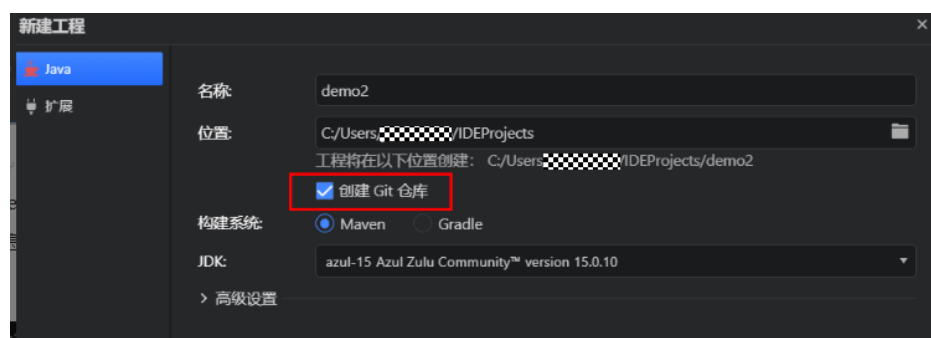 新建工程
Java
扩展
名称: demo2
位置: C:/Users/ /IDEProjects
工程将在以下位置创建: C:/Users/ /IDEProjects/demo2
创建 Git 仓库
构建系统: Maven Gradle
JDK: azul-15 Azul Zulu Community™ version 15.0.10
高级设置